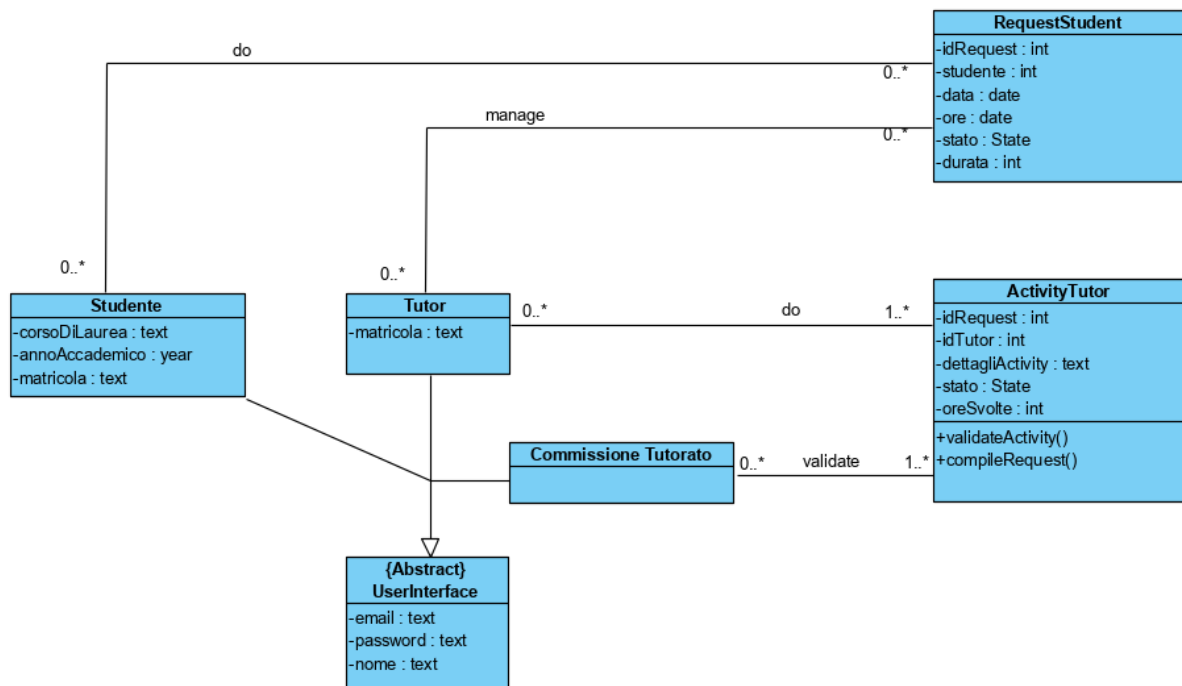 RequestStudent
-idRequest : int
-studente : int
-data : date
-ore : date
-stato : State
-durata : int
do
0..*
manage
0..*
0..*
0..*
Studente
-corsoDiLaurea : text
-annoAccademico : year
-matricola : text
Tutor
-matricola : text
0..*
do
1..*
ActivityTutor
-idRequest : int
-idTutor : int
-dettagliActivity : text
-stato : State
-oreSvolte : int
+validateActivity()
+compileRequest()
Commissione Tutorato
0..*
validate
1..*
{Abstract}
UserInterface
-email : text
-password : text
-nome : text